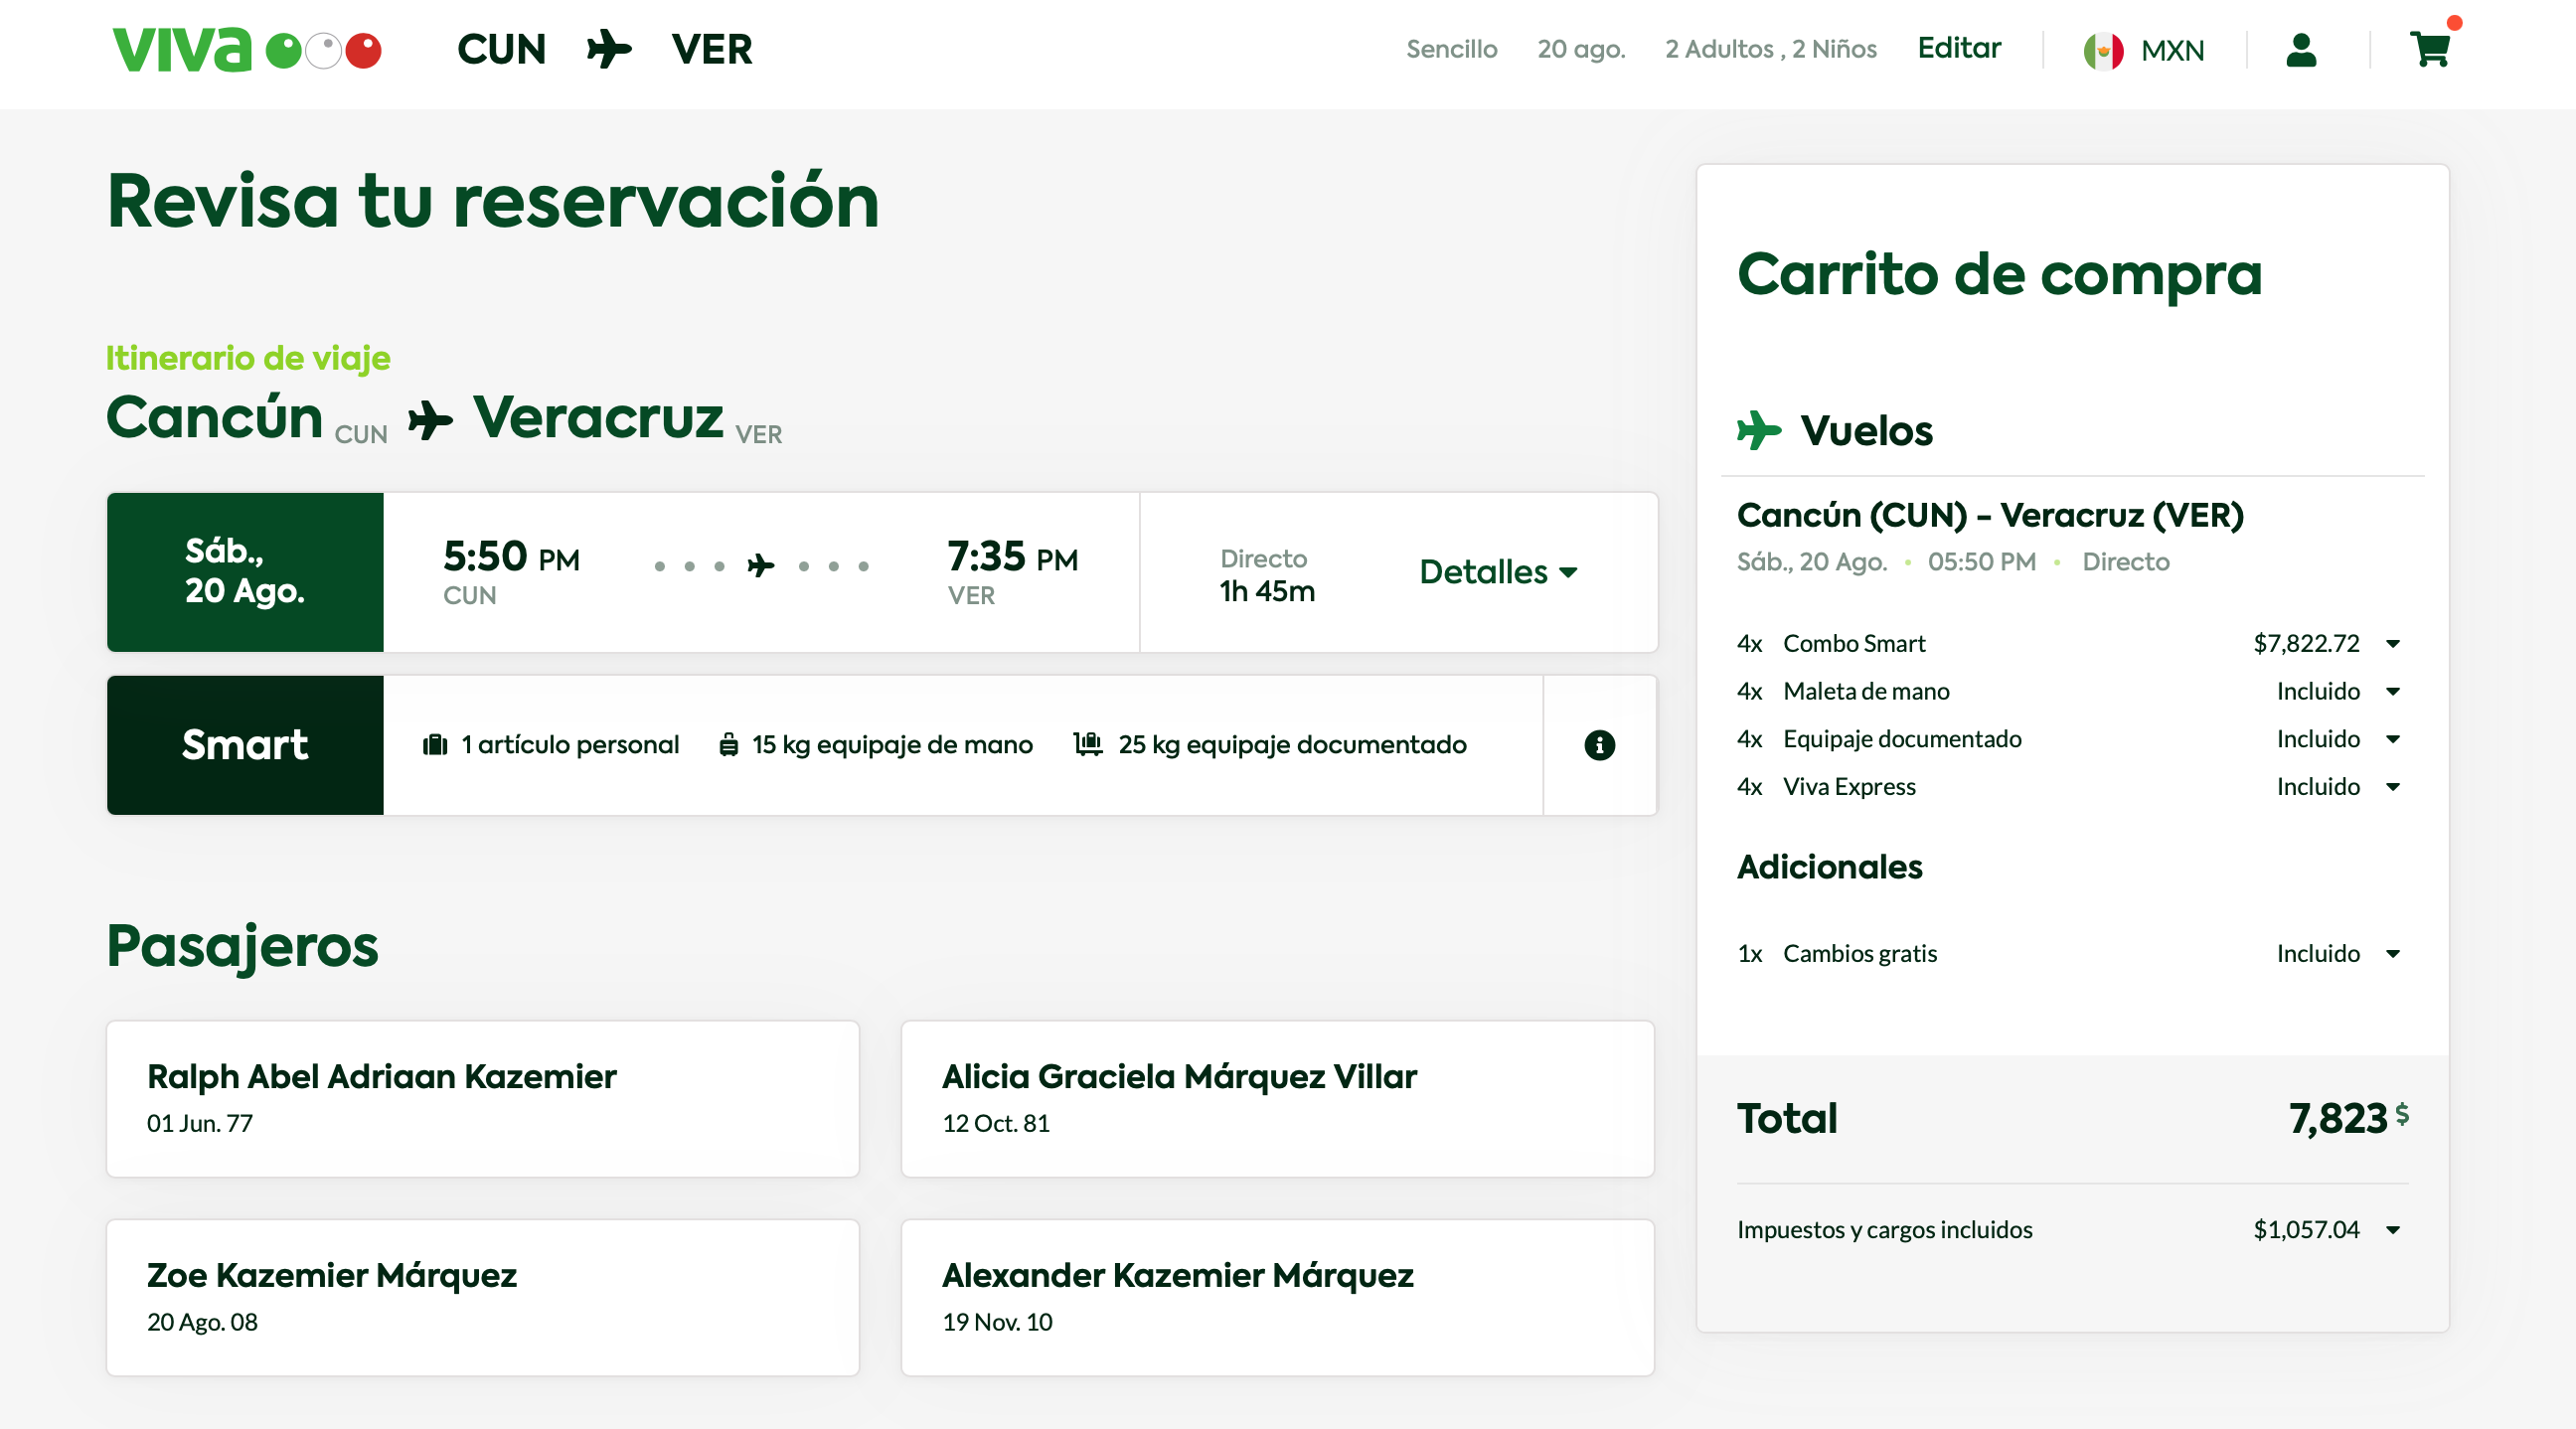 viva
CUN VER
Sencillo 20 ago. 2 Adultos , 2 Niños Editar MXN
Revisa tu reservación
Itinerario de viaje
Cancún CUN Veracruz VER
Sáb.,
20 Ago.
5:50 PM
CUN
7:35 PM
VER
Directo
1h 45m
Detalles
Smart
1 artículo personal
15 kg equipaje de mano
25 kg equipaje documentado
Pasajeros
Ralph Abel Adriaan Kazemier
01 Jun. 77
Alicia Graciela Márquez Villar
12 Oct. 81
Zoe Kazemier Márquez
20 Ago. 08
Alexander Kazemier Márquez
19 Nov. 10
Carrito de compra
Vuelos
Cancún (CUN) - Veracruz (VER)
Sáb., 20 Ago. • 05:50 PM • Directo
4x Combo Smart $7,822.72
4x Maleta de mano Incluido
4x Equipaje documentado Incluido
4x Viva Express Incluido
Adicionales
1x Cambios gratis Incluido
Total 7,823 $
Impuestos y cargos incluidos $1,057.04